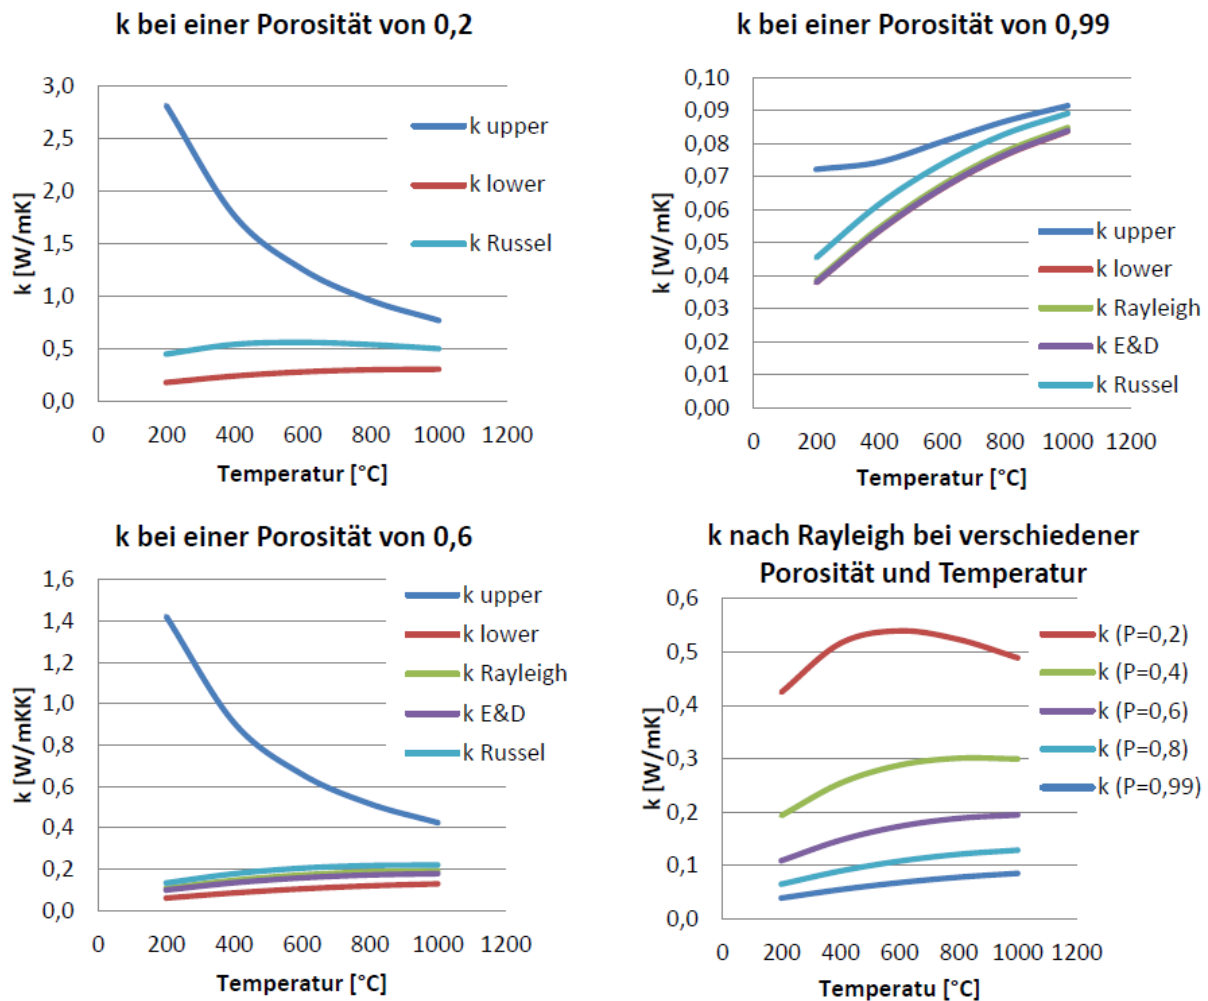 k bei einer Porosität von 0,2
3,0
2,5
2,0
1,5
1,0
0,5
0,0
k [W/mK]
0 200 400 600 800 1000 1200
Temperatur [°C]
k upper
k lower
k Russel
k bei einer Porosität von 0,99
0,10
0,09
0,08
0,07
0,06
0,05
0,04
0,03
0,02
0,01
0,00
k [W/mK]
0 200 400 600 800 1000 1200
Temperatur [°C]
k upper
k lower
k Rayleigh
k E&D
k Russel
k bei einer Porosität von 0,6
1,6
1,4
1,2
1,0
0,8
0,6
0,4
0,2
0,0
k [W/mKK]
0 200 400 600 800 1000 1200
Temperatur [°C]
k upper
k lower
k Rayleigh
k E&D
k Russel
k nach Rayleigh bei verschiedener
Porosität und Temperatur
0,6
0,5
0,4
0,3
0,2
0,1
0,0
k [W/mK]
0 200 400 600 800 1000 1200
Temperatu [°C]
k (P=0,2)
k (P=0,4)
k (P=0,6)
k (P=0,8)
k (P=0,99)